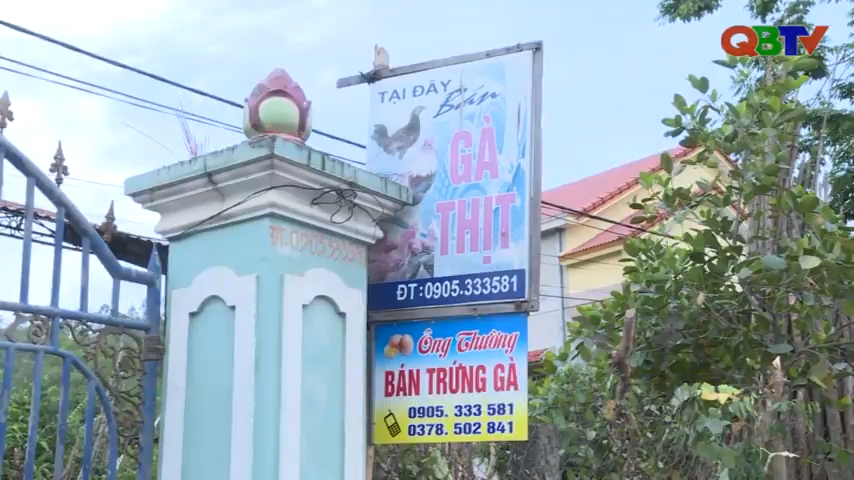 QBTV
TẠI ĐÂY
Bán
GÀ
THỊT
ĐT:0905.333581
Ông Thưởng
BÁN TRỨNG GÀ
0905. 333 581
0378. 502 841